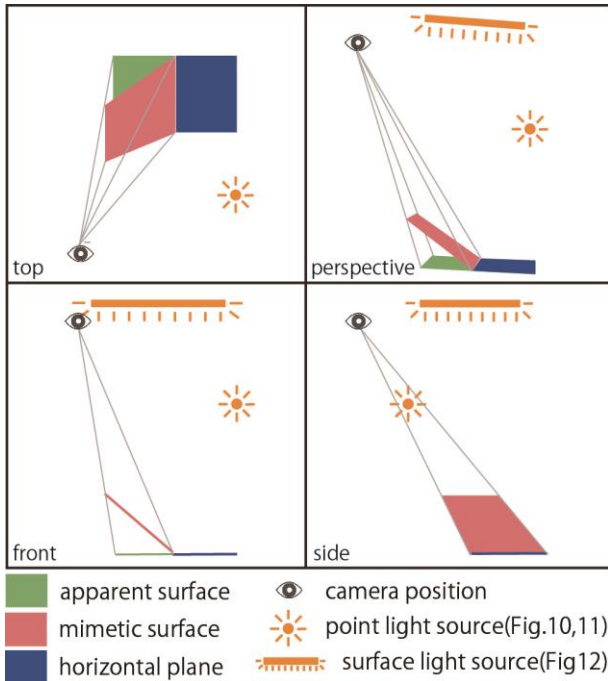 top
perspective
front
side
apparent surface
camera position
mimetic surface
point light source(Fig.10,11)
horizontal plane
surface light source(Fig12)